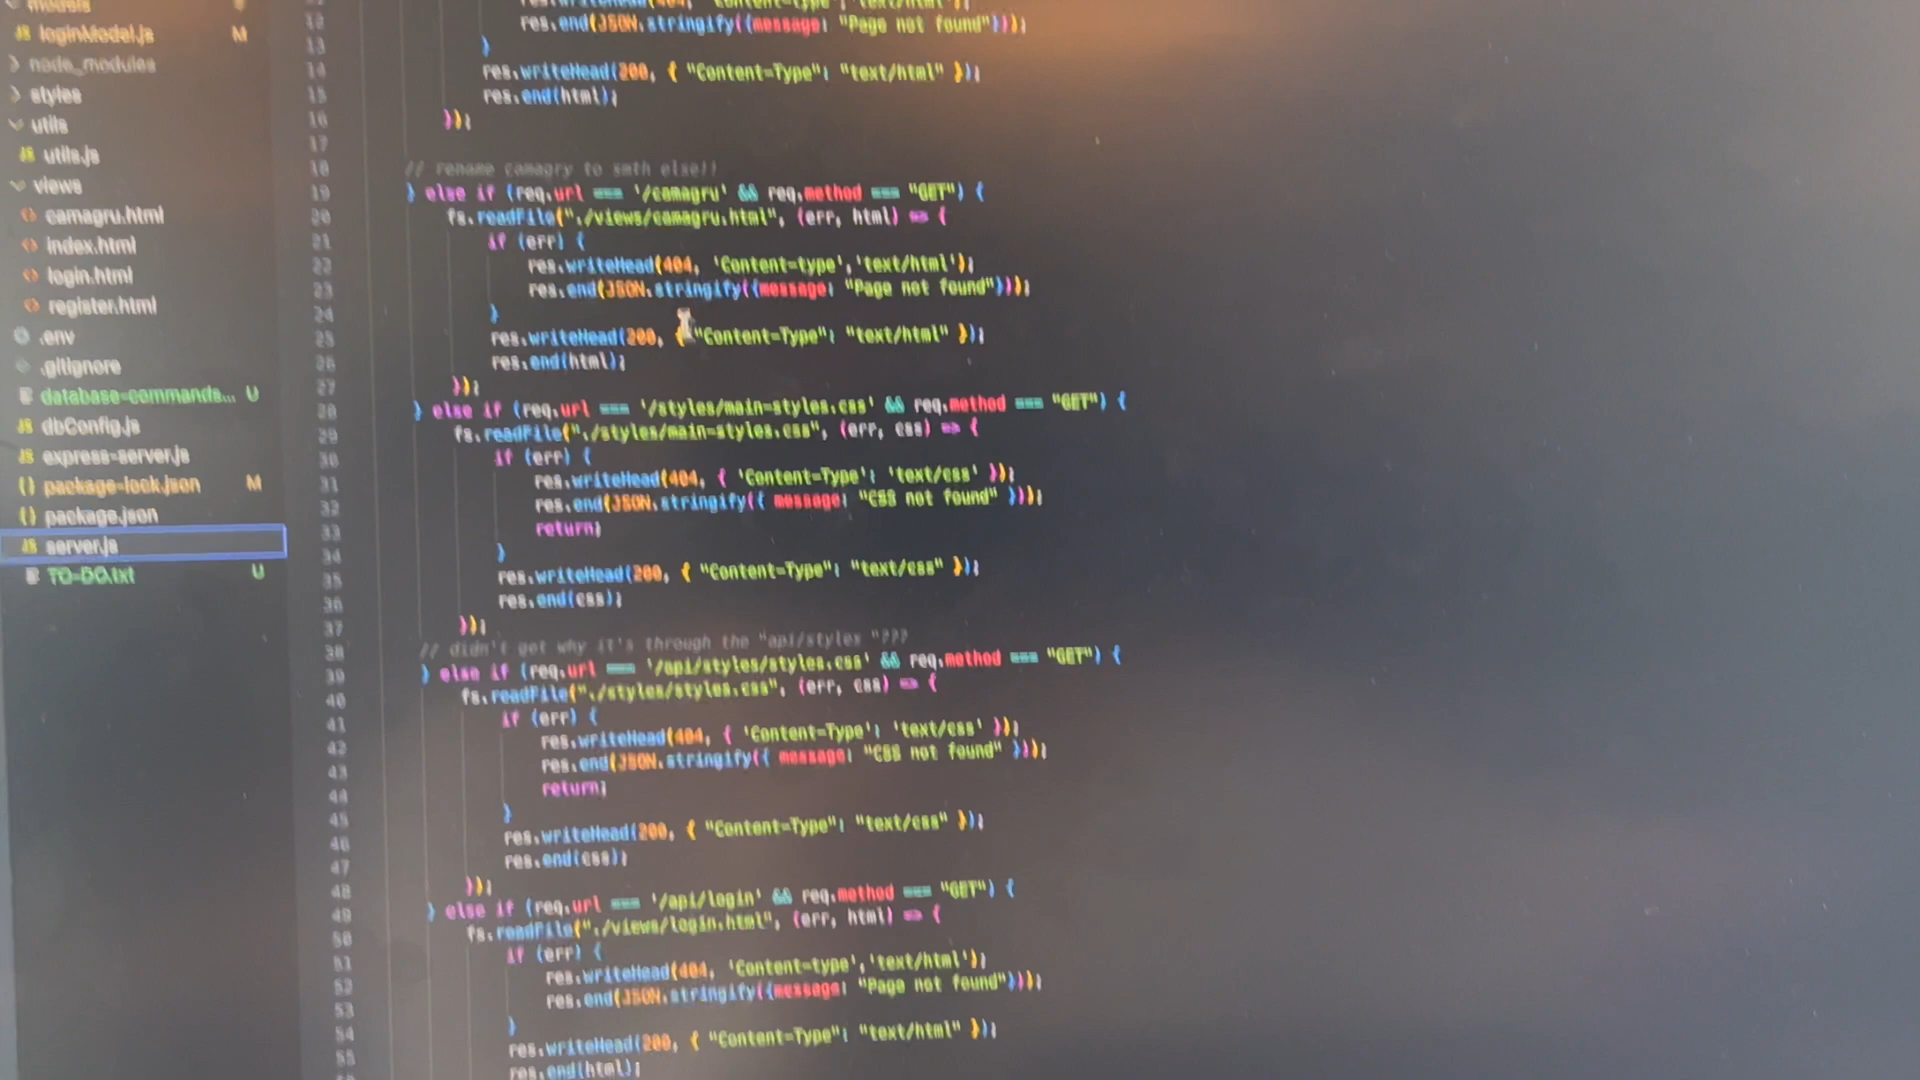 models
JS loginModel.js M
node_modules
styles
utils
JS utils.js
views
camagru.html
index.html
login.html
register.html
.env
.gitignore
database-commands... U
JS dbConfig.js
JS express-server.js
{} package-lock.json M
{} package.json
JS server.js
TO-DO.txt U
12 res.end(JSON.stringify({message: "Page not found"}));
13 }
14 res.writeHead(200, { "Content-Type": "text/html" });
15 res.end(html);
16 });
17
18 // rename camagry to smth else!!
19 } else if (req.url === '/camagru' && req.method === "GET") {
20 fs.readFile("./views/camagru.html", (err, html) => {
21 if (err) {
22 res.writeHead(404, 'Content-type','text/html');
23 res.end(JSON.stringify({message: "Page not found"}));
24 }
25 res.writeHead(200, { "Content-Type": "text/html" });
26 res.end(html);
27 });
28 } else if (req.url === '/styles/main-styles.css' && req.method === "GET") {
29 fs.readFile("./styles/main-styles.css", (err, css) => {
30 if (err) {
31 res.writeHead(404, { 'Content-Type': 'text/css' });
32 res.end(JSON.stringify({ message: "CSS not found" }));
33 return;
34 }
35 res.writeHead(200, { "Content-Type": "text/css" });
36 res.end(css);
37 });
38 // didn't get why it's through the "api/styles "???
39 } else if (req.url === '/api/styles/styles.css' && req.method === "GET") {
40 fs.readFile("./styles/styles.css", (err, css) => {
41 if (err) {
42 res.writeHead(404, { 'Content-Type': 'text/css' });
43 res.end(JSON.stringify({ message: "CSS not found" }));
44 return;
45 }
46 res.writeHead(200, { "Content-Type": "text/css" });
47 res.end(css);
48 });
49 } else if (req.url === '/api/login' && req.method === "GET") {
50 fs.readFile("./views/login.html", (err, html) => {
51 if (err) {
52 res.writeHead(404, 'Content-type','text/html');
53 res.end(JSON.stringify({message: "Page not found"}));
54 }
55 res.writeHead(200, { "Content-Type": "text/html" });
res.end(html);